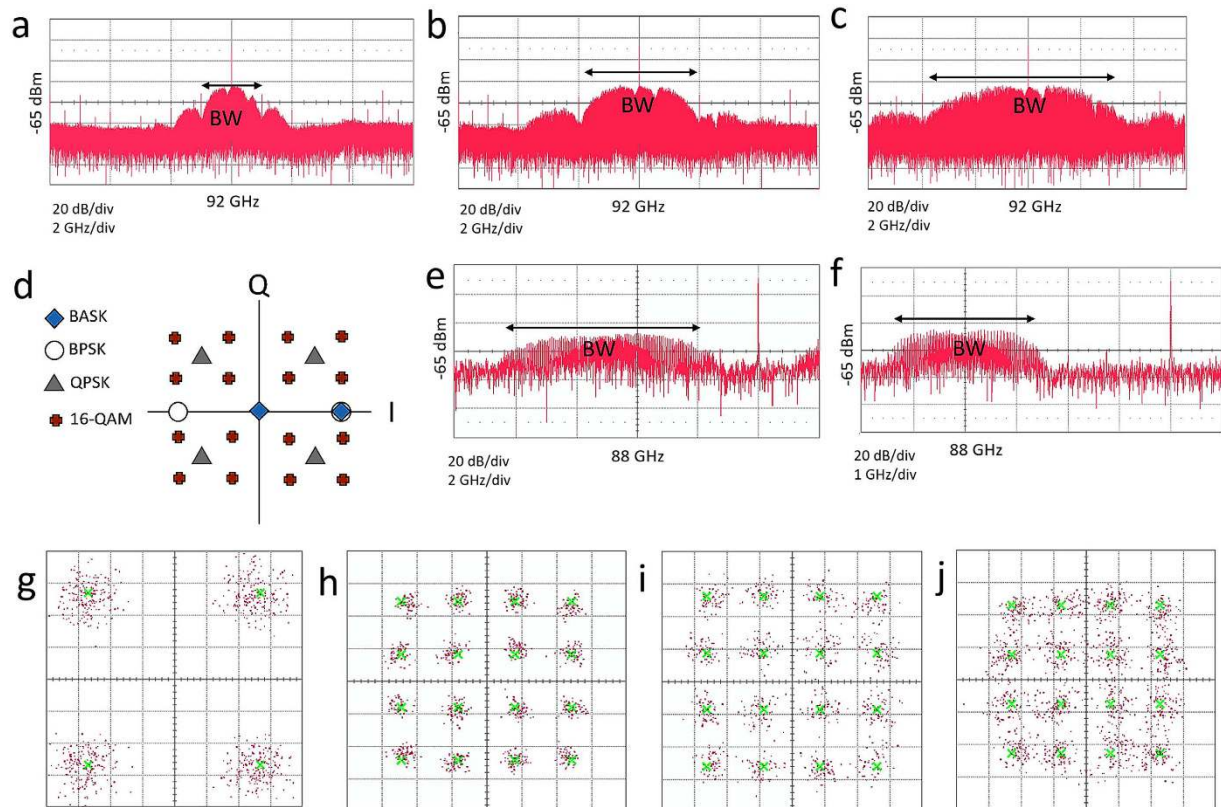 a
BW
-65 dBm
92 GHz
20 dB/div
2 GHz/div
b
BW
-65 dBm
92 GHz
20 dB/div
2 GHz/div
c
BW
-65 dBm
92 GHz
20 dB/div
2 GHz/div
d
Q
BASK
BPSK
QPSK
16-QAM
I
e
BW
-65 dBm
88 GHz
20 dB/div
2 GHz/div
f
BW
-65 dBm
88 GHz
20 dB/div
1 GHz/div
g
h
i
j